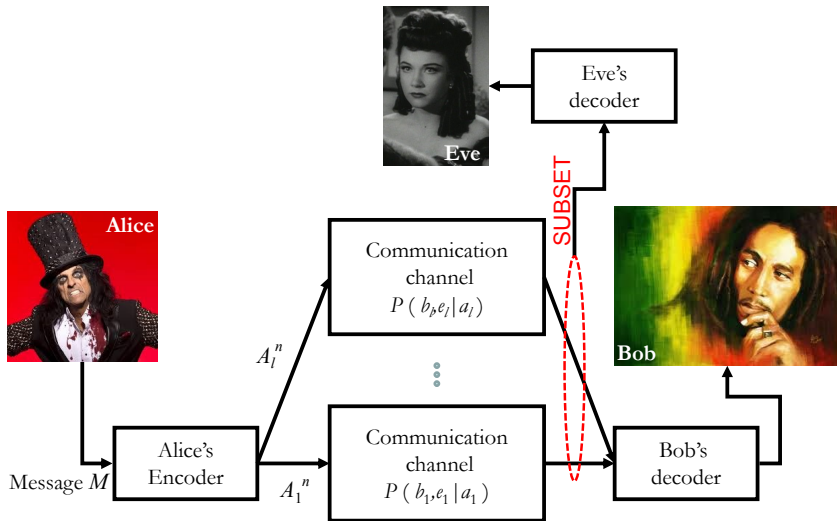 Eve's
decoder
Eve
SUBSET
Alice
Communication
channel
P ( b_l, e_l | a_l )
A_l^n
Bob
Message M
Alice's
Encoder
A_1^n
Communication
channel
P ( b_1, e_1 | a_1 )
Bob's
decoder